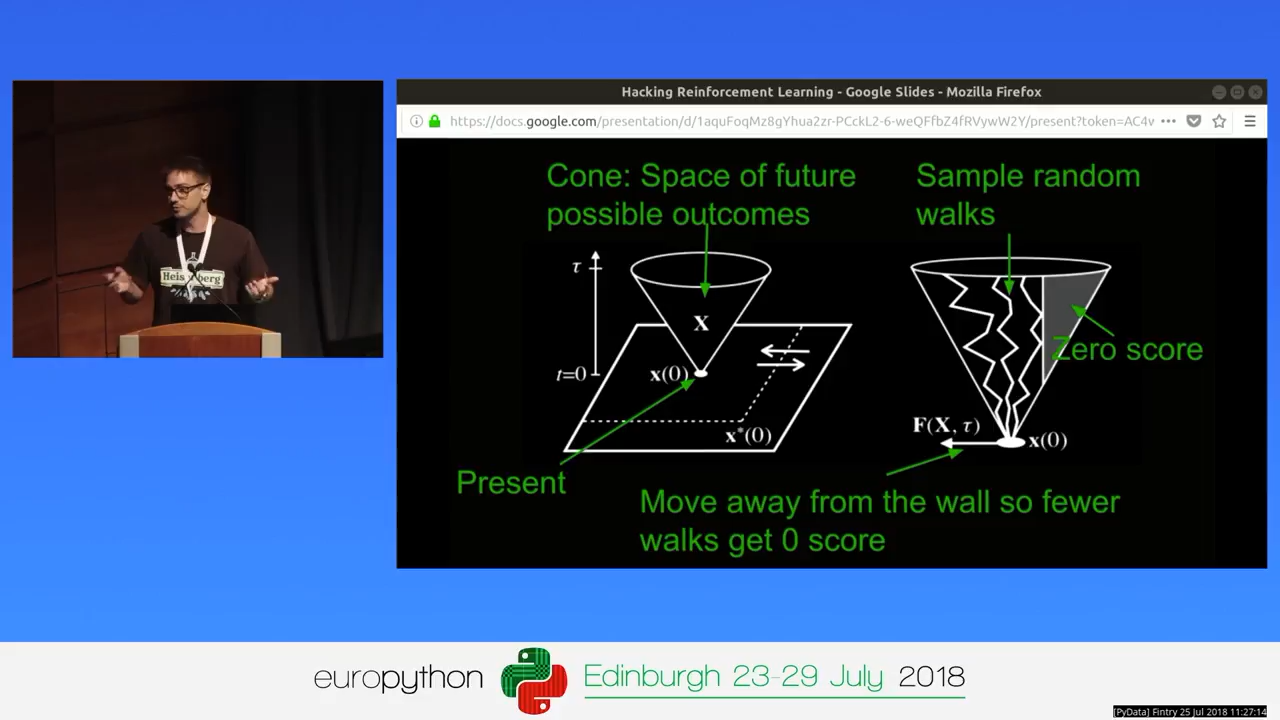 Hacking Reinforcement Learning - Google Slides - Mozilla Firefox
https://docs.google.com/presentation/d/1aquFoqMz8gYhua2zr-PCckL2-6-weQFfbZ4fRVywW2Y/present?token=AC4v
Cone: Space of future
possible outcomes
Sample random
walks
τ
X
t=0
x(0)
x*(0)
Zero score
F(X, τ)
x(0)
Present
Move away from the wall so fewer
walks get 0 score
europython
Edinburgh 23-29 July 2018
[PyData] Fintry 25 Jul 2018 11:27:14